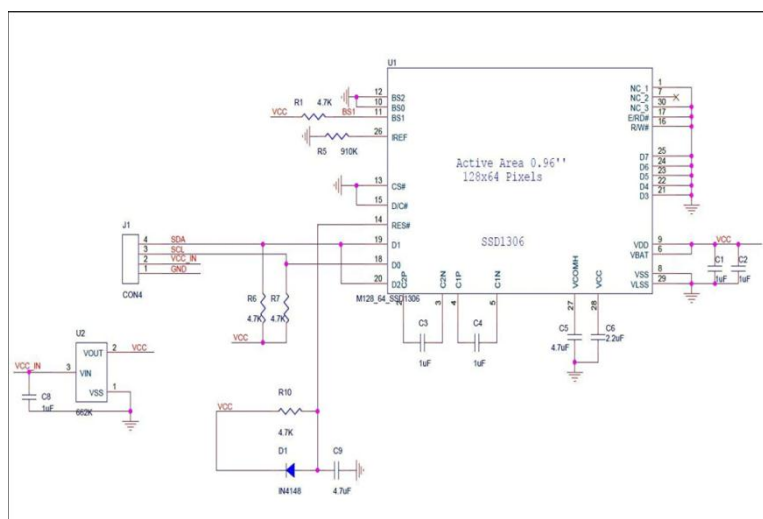 U1
12 BS2
10 BS0
VCC R1 4.7K BS1 11 BS1
26 IREF
R5 910K
13 CS#
15 D/C#
14 RES#
19 D1
18 D0
20 D2
NC_1 1
NC_2 7
NC_3 30
E/RD# 17
R/W# 16
D7 25
D6 24
D5 23
D4 22
D3 21
Active Area 0.96''
128x64 Pixels
SSD1306
VDD 9 VCC
VBAT 6
VSS 8
VLSS 29
C1 1uF
C2 1uF
J1
4 SDA
3 SCL
2 VCC_IN
1 GND
CON4
R6 4.7K
R7 4.7K
VCC
M128_64_SSD1306
C2P 2
C2N 3
C1P 4
C1N 5
VCOMH 27
VCC 28
C3 1uF
C4 1uF
C5 4.7uF
C6 2.2uF
U2
VOUT 2 VCC
VCC_IN 3 VIN
VSS 1
662K
C8 1uF
VCC
R10
4.7K
D1
IN4148
C9
4.7uF